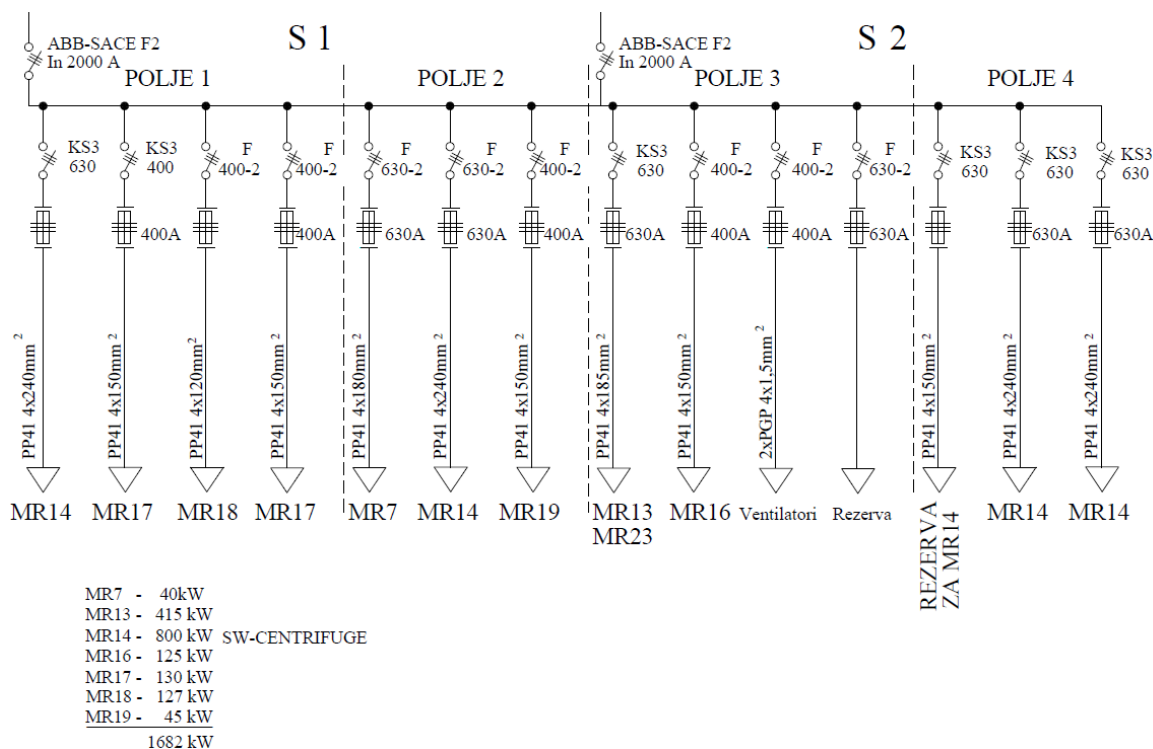 S 1
S 2
ABB-SACE F2
In 2000 A
ABB-SACE F2
In 2000 A
POLJE 1
POLJE 2
POLJE 3
POLJE 4
KS3
630
KS3
400
F
400-2
F
400-2
F
630-2
F
630-2
F
400-2
KS3
630
F
400-2
F
400-2
F
630-2
KS3
630
KS3
630
KS3
630
400A
400A
630A
630A
400A
630A
400A
400A
630A
630A
630A
PP41 4x240mm²
PP41 4x150mm²
PP41 4x120mm²
PP41 4x150mm²
PP41 4x180mm²
PP41 4x240mm²
PP41 4x150mm²
PP41 4x185mm²
PP41 4x150mm²
2xPGP 4x1,5mm²
PP41 4x150mm²
PP41 4x240mm²
PP41 4x240mm²
MR14
MR17
MR18
MR17
MR7
MR14
MR19
MR13
MR23
MR16
Ventilatori
Rezerva
REZERVA
ZA MR14
MR14
MR14
MR7 - 40kW
MR13 - 415 kW
MR14 - 800 kW SW-CENTRIFUGE
MR16 - 125 kW
MR17 - 130 kW
MR18 - 127 kW
MR19 - 45 kW
1682 kW